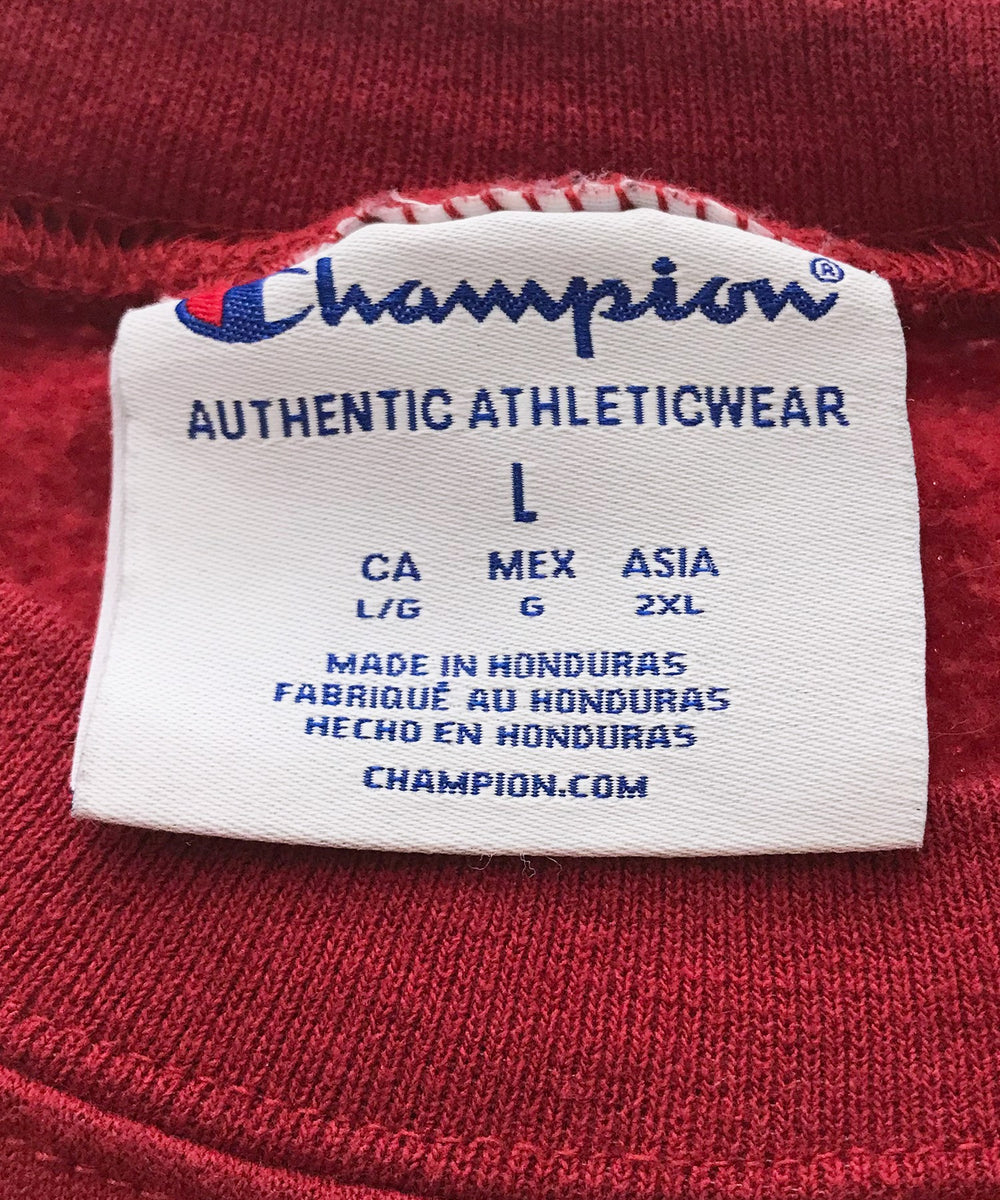 Champion®
AUTHENTIC ATHLETICWEAR
L
CA MEX ASIA
L/G G 2XL
MADE IN HONDURAS
FABRIQUÉ AU HONDURAS
HECHO EN HONDURAS
CHAMPION.COM